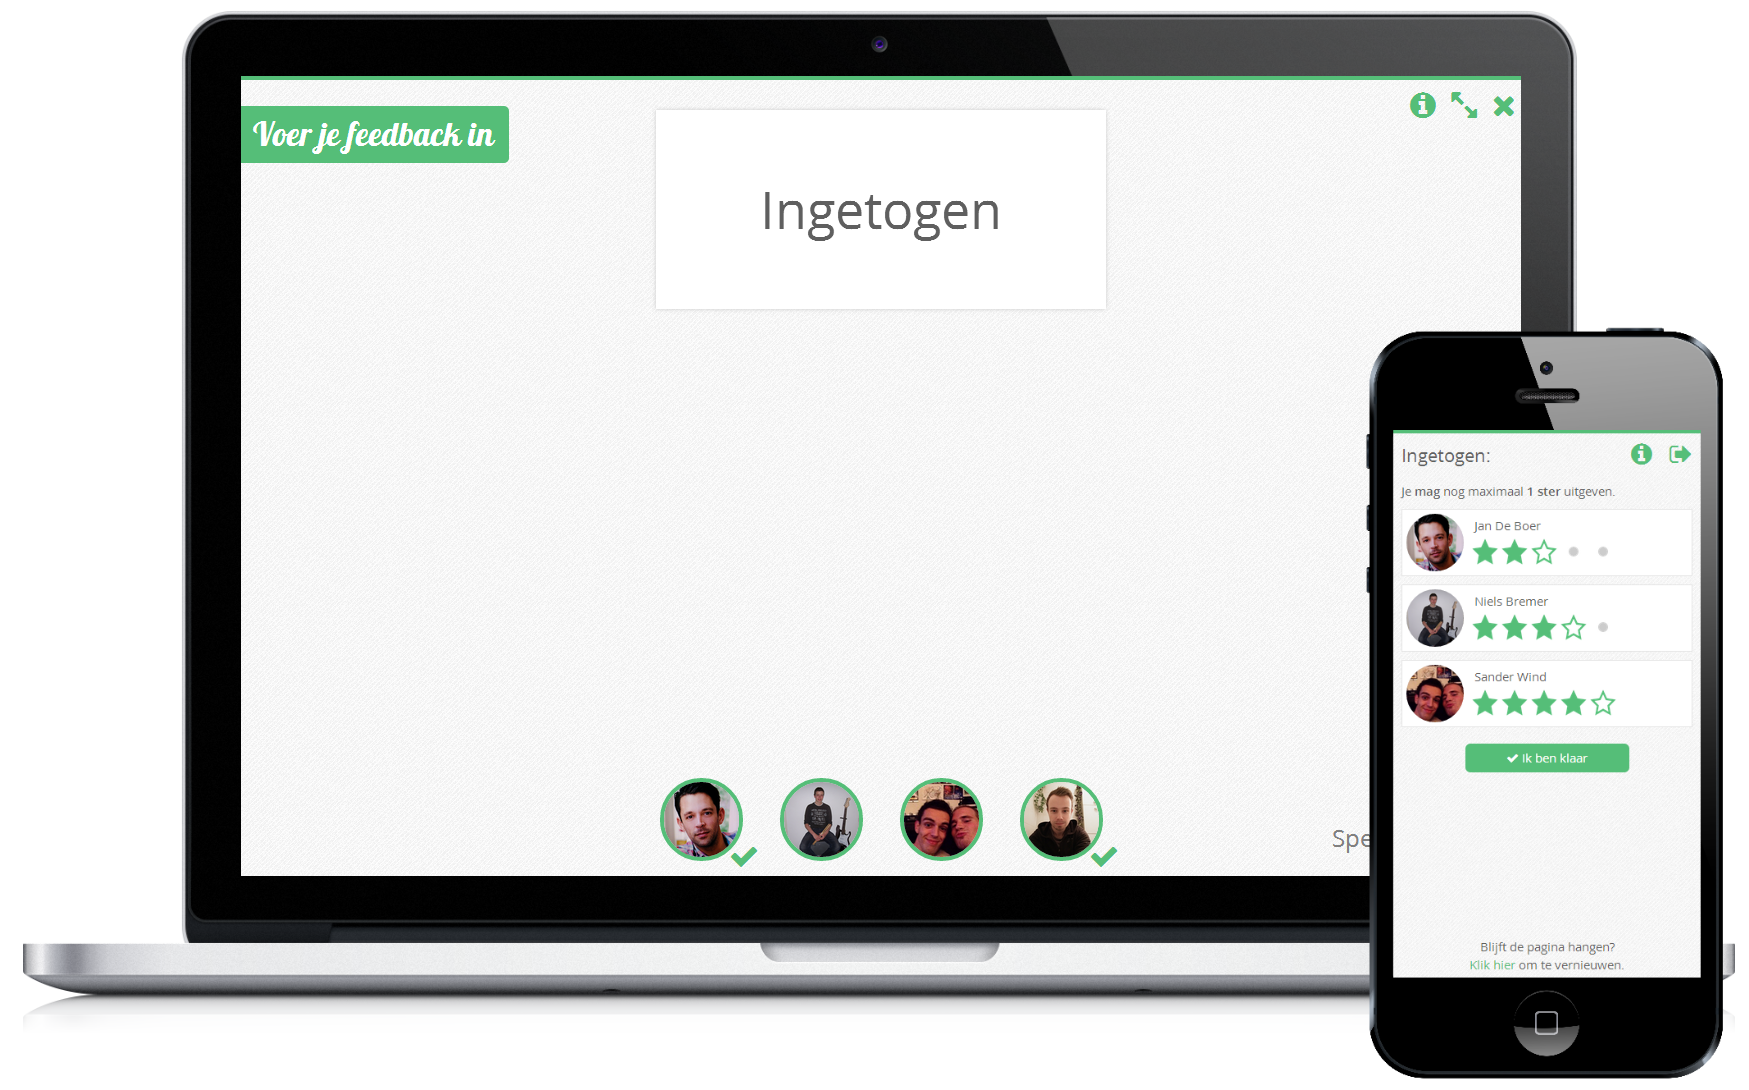 Voer je feedback in
Ingetogen
Spe
Ingetogen:
Je mag nog maximaal 1 ster uitgeven.
Jan De Boer
Niels Bremer
Sander Wind
Ik ben klaar
Blijft de pagina hangen?
Klik hier om te vernieuwen.